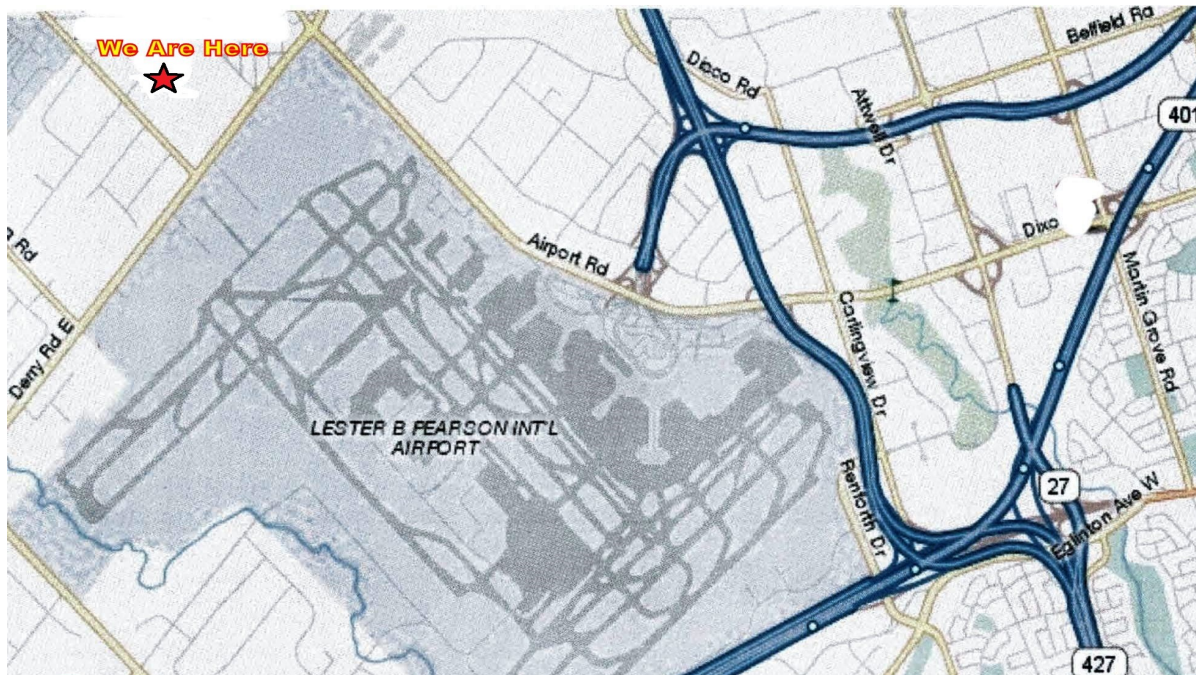 We Are Here
Disco Rd
Belfield Rd
Attwell Dr
401
Dixo
Airport Rd
Rd
Derry Rd E
Carlingview Dr
Martin Grove Rd
LESTER B PEARSON INT'L
AIRPORT
Renforth Dr
27
Eglinton Ave W
427